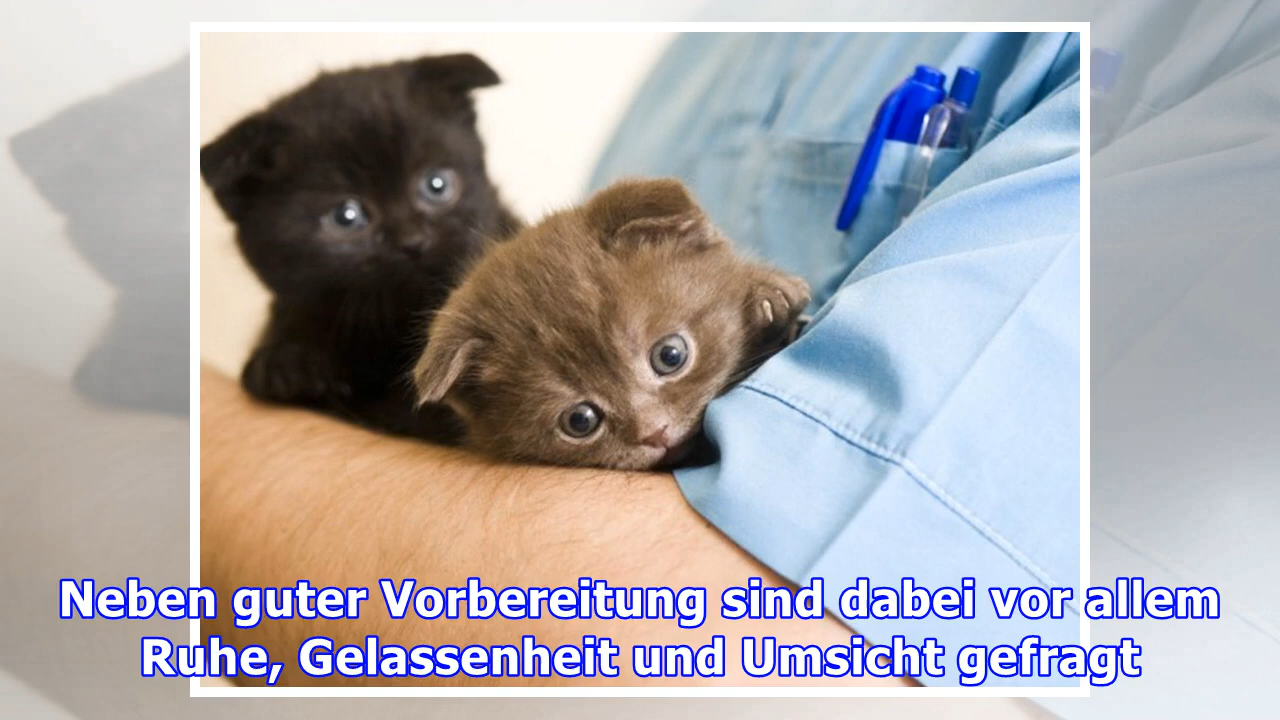 Neben guter Vorbereitung sind dabei vor allem
Ruhe, Gelassenheit und Umsicht gefragt